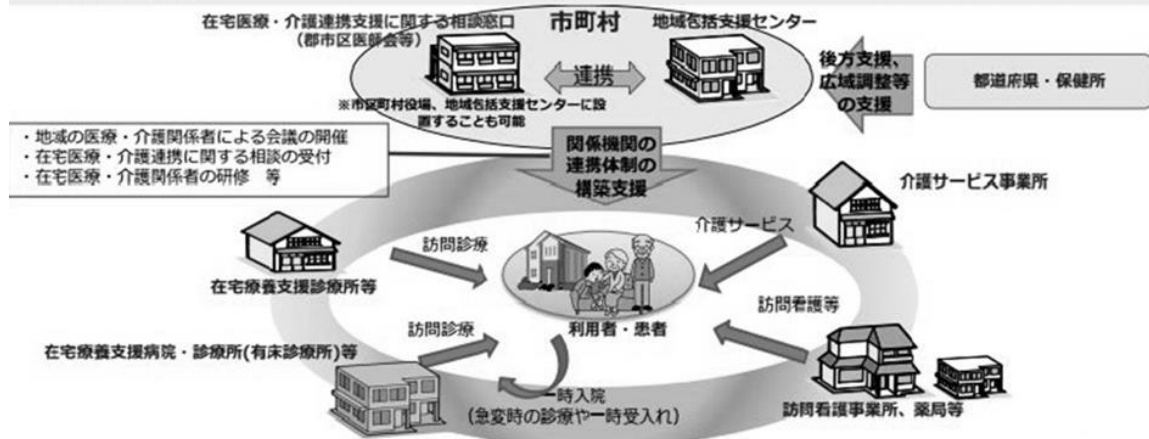 在宅医療・介護連携支援に関する相談窓口
（郡市区医師会等）
市町村
地域包括支援センター
連携
※市区町村役場、地域包括支援センターに設
置することも可能
後方支援、
広域調整等
の支援
都道府県・保健所
・地域の医療・介護関係者による会議の開催
・在宅医療・介護連携に関する相談の受付
・在宅医療・介護関係者の研修　等
関係機関の
連携体制の
構築支援
介護サービス事業所
介護サービス
訪問診療
在宅療養支援診療所等
利用者・患者
訪問看護等
訪問診療
在宅療養支援病院・診療所(有床診療所)等
一時入院
（急変時の診療や一時受入れ）
訪問看護事業所、薬局等